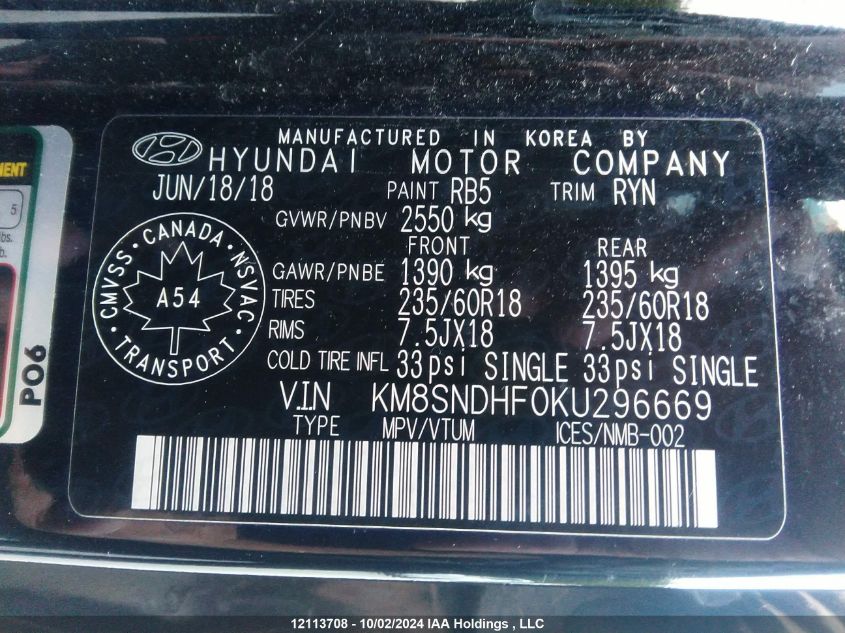 MANUFACTURED IN KOREA BY
HYUNDAI MOTOR COMPANY
JUN/18/18 PAINT RB5 TRIM RYN
GVWR/PNBV 2550 kg
FRONT REAR
GAWR/PNBE 1390 kg 1395 kg
TIRES 235/60R18 235/60R18
RIMS 7.5JX18 7.5JX18
COLD TIRE INFL 33psi SINGLE 33psi SINGLE
V.I.N KM8SNDHF0KU296669
TYPE MPV/VTUM ICES/NMB-002
CMVSS · CANADA · NSVAC · TRANSPORT ·
A54
MENT
5
lbs.
b.
P06
12113708 - 10/02/2024 IAA Holdings , LLC